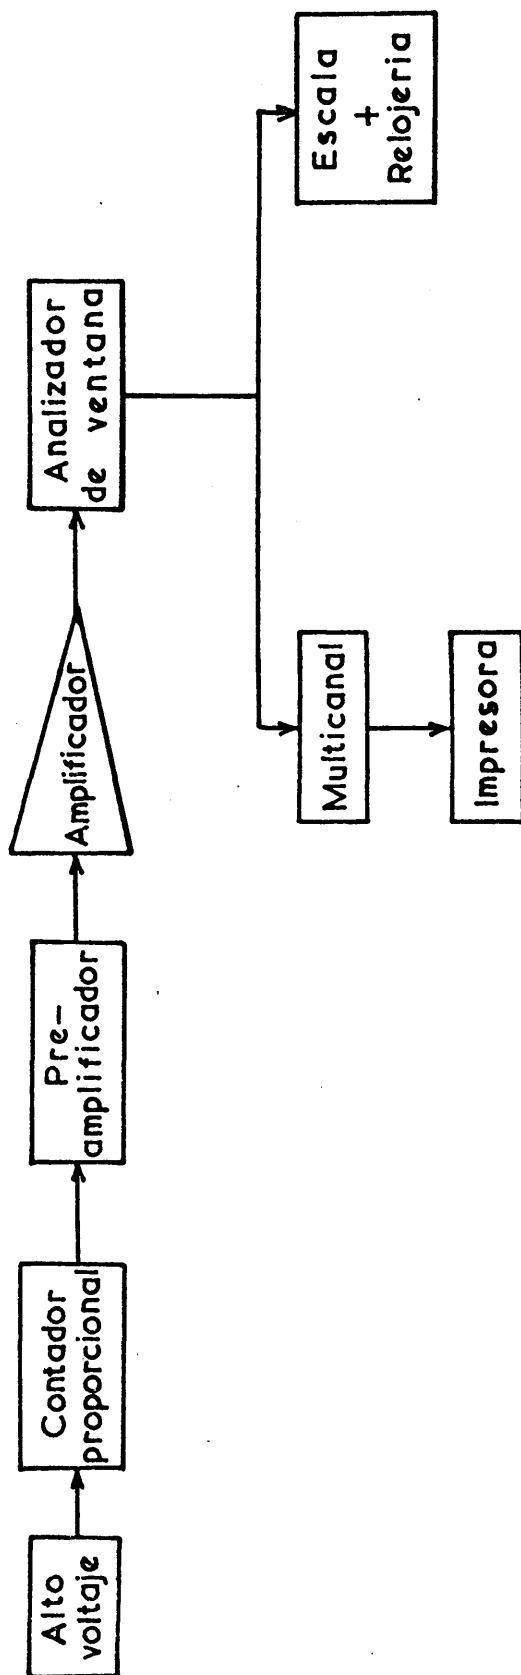 Alto
voltaje
Contador
proporcional
Pre-
amplificador
Amplificador
Analizador
de ventana
Multicanal
Impresora
Escala
+
Relojeria